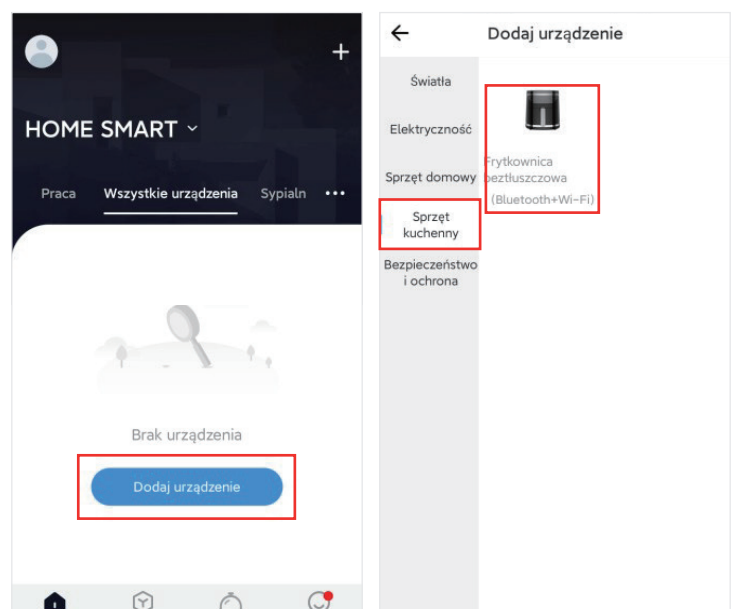 HOME SMART
Praca Wszystkie urządzenia Sypialn
Brak urządzenia
Dodaj urządzenie
Dodaj urządzenie
Światła
Elektryczność
Sprzęt domowy
Sprzęt
kuchenny
Bezpieczeństwo
i ochrona
Frytkownica
beztłuszczowa
(Bluetooth+Wi-Fi)